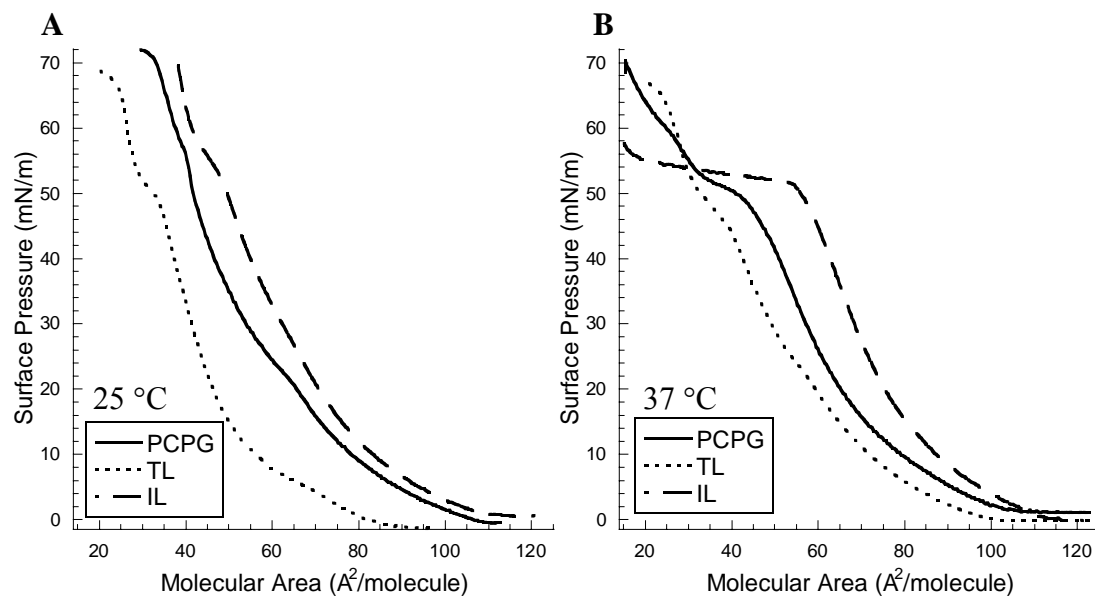 A
Surface Pressure (mN/m)
70
60
50
40
30
20
10
0
25 °C
PCPG
TL
IL
20 40 60 80 100 120
Molecular Area (A²/molecule)
B
Surface Pressure (mN/m)
70
60
50
40
30
20
10
0
37 °C
PCPG
TL
IL
20 40 60 80 100 120
Molecular Area (A²/molecule)